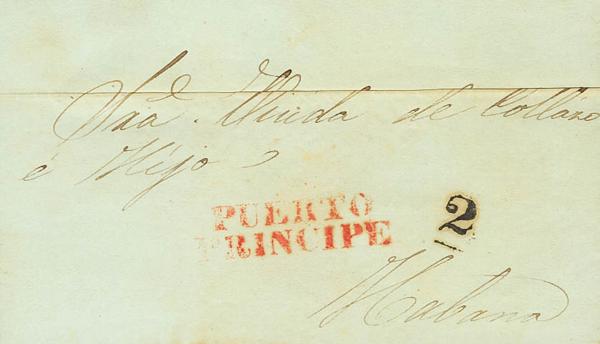 Sra. Viuda de Collazo
é Hijo
PUERTO
PRINCIPE
2
Habana